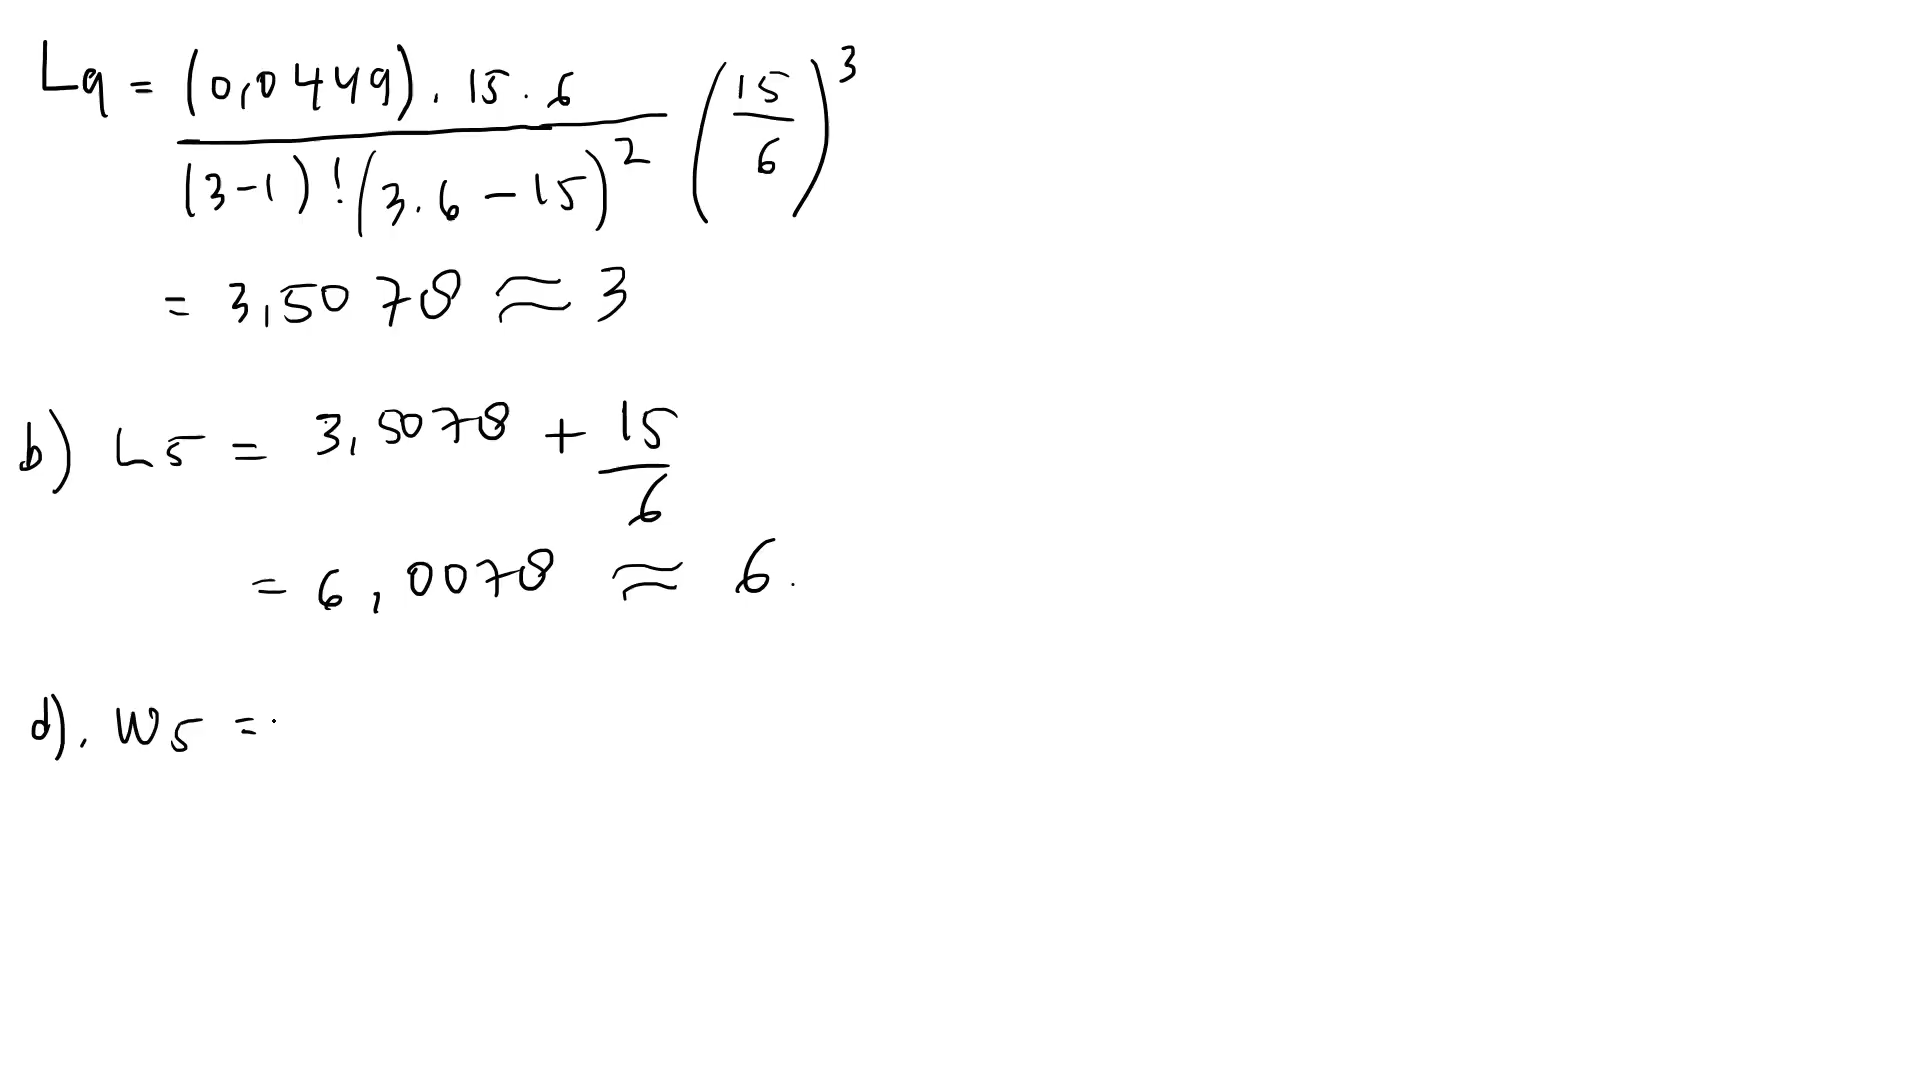 Lq = (0,0449) . 15 . 6 / (3-1)! (3.6 - 15)² (15/6)³
= 3,5078 ≈ 3
b) Ls = 3,5078 + 15/6
= 6,0078 ≈ 6.
d). Ws =